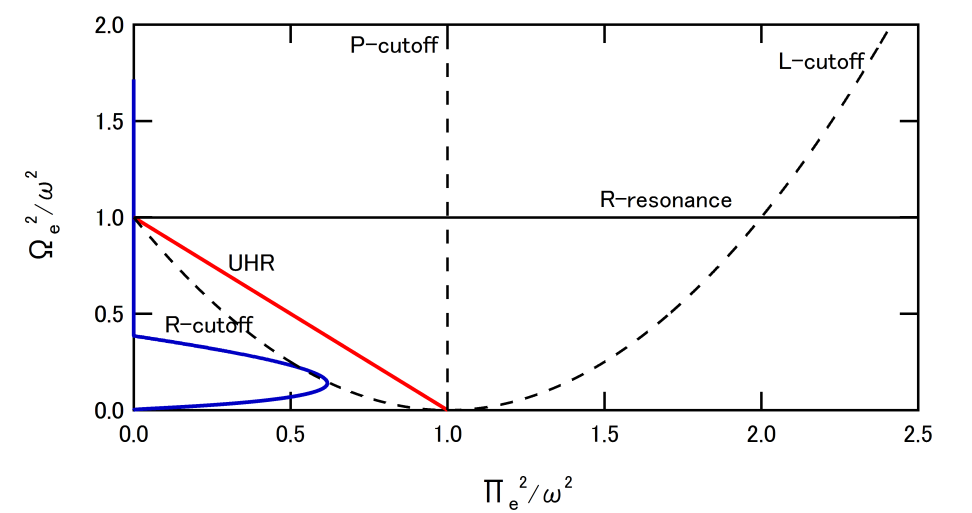 2.0
P-cutoff
L-cutoff
1.5
Ωe²/ω²
R-resonance
1.0
UHR
0.5
R-cutoff
0.0
0.0 0.5 1.0 1.5 2.0 2.5
∏e²/ω²